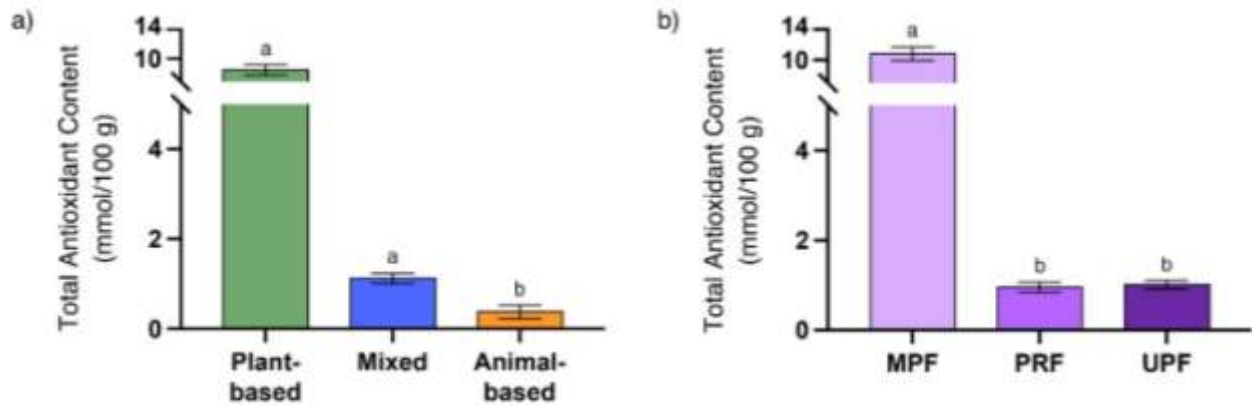 a)
Total Antioxidant Content
(mmol/100 g)
14
10
4
2
0
a
a
b
Plant-
based
Mixed
Animal-
based
b)
Total Antioxidant Content
(mmol/100 g)
14
10
4
2
0
a
b
b
MPF
PRF
UPF